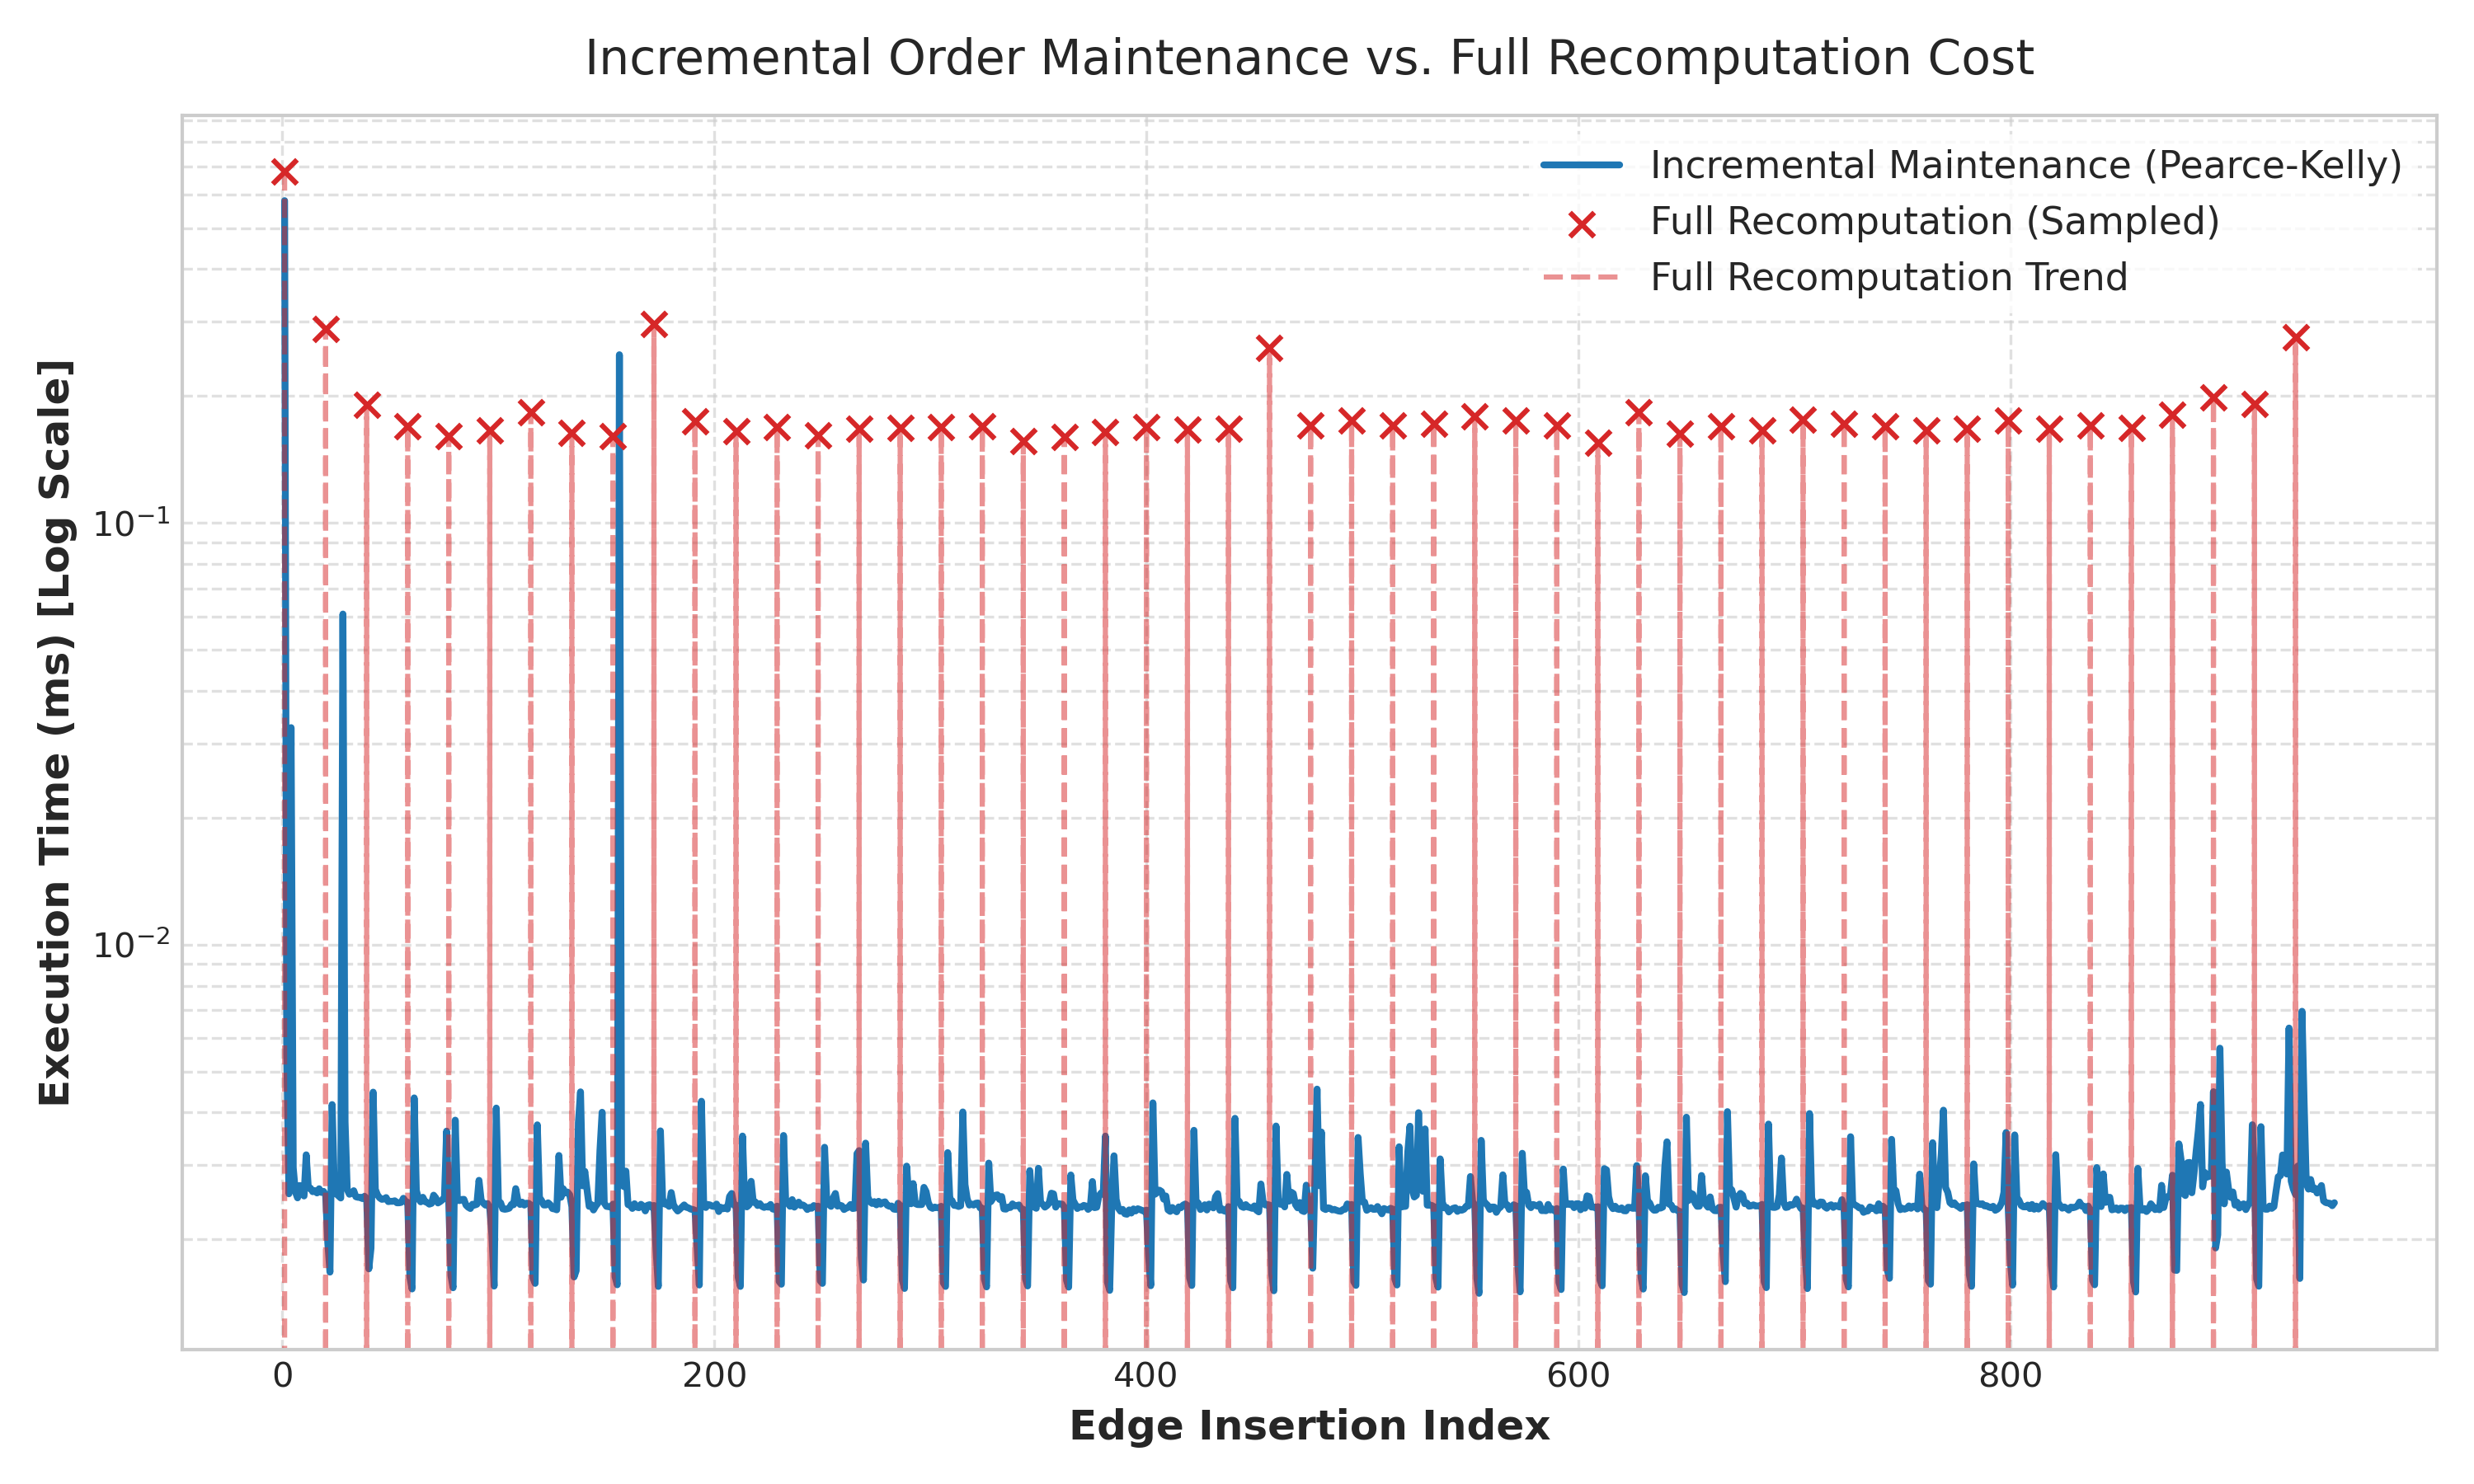 Incremental Order Maintenance vs. Full Recomputation Cost
Incremental Maintenance (Pearce-Kelly)
Full Recomputation (Sampled)
Full Recomputation Trend
Execution Time (ms) [Log Scale]
10⁻¹
10⁻²
0 200 400 600 800
Edge Insertion Index